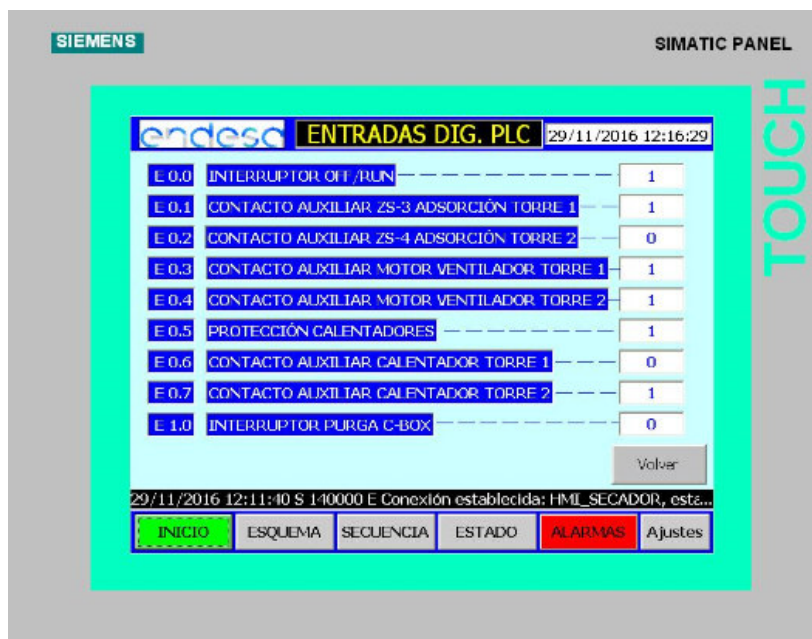 SIEMENS
SIMATIC PANEL
TOUCH
endesa ENTRADAS DIG. PLC 29/11/2016 12:16:29
E 0.0 INTERRUPTOR OFF/RUN 1
E 0.1 CONTACTO AUXILIAR ZS-3 ADSORCIÓN TORRE 1 1
E 0.2 CONTACTO AUXILIAR ZS-4 ADSORCIÓN TORRE 2 0
E 0.3 CONTACTO AUXILIAR MOTOR VENTILADOR TORRE 1 1
E 0.4 CONTACTO AUXILIAR MOTOR VENTILADOR TORRE 2 1
E 0.5 PROTECCIÓN CALENTADORES 1
E 0.6 CONTACTO AUXILIAR CALENTADOR TORRE 1 0
E 0.7 CONTACTO AUXILIAR CALENTADOR TORRE 2 1
E 1.0 INTERRUPTOR PURGA C-BOX 0
Volver
29/11/2016 12:11:40 S 140000 E Conexión establecida: HMI_SECADOR, esta...
INICIO ESQUEMA SECUENCIA ESTADO ALARMAS Ajustes